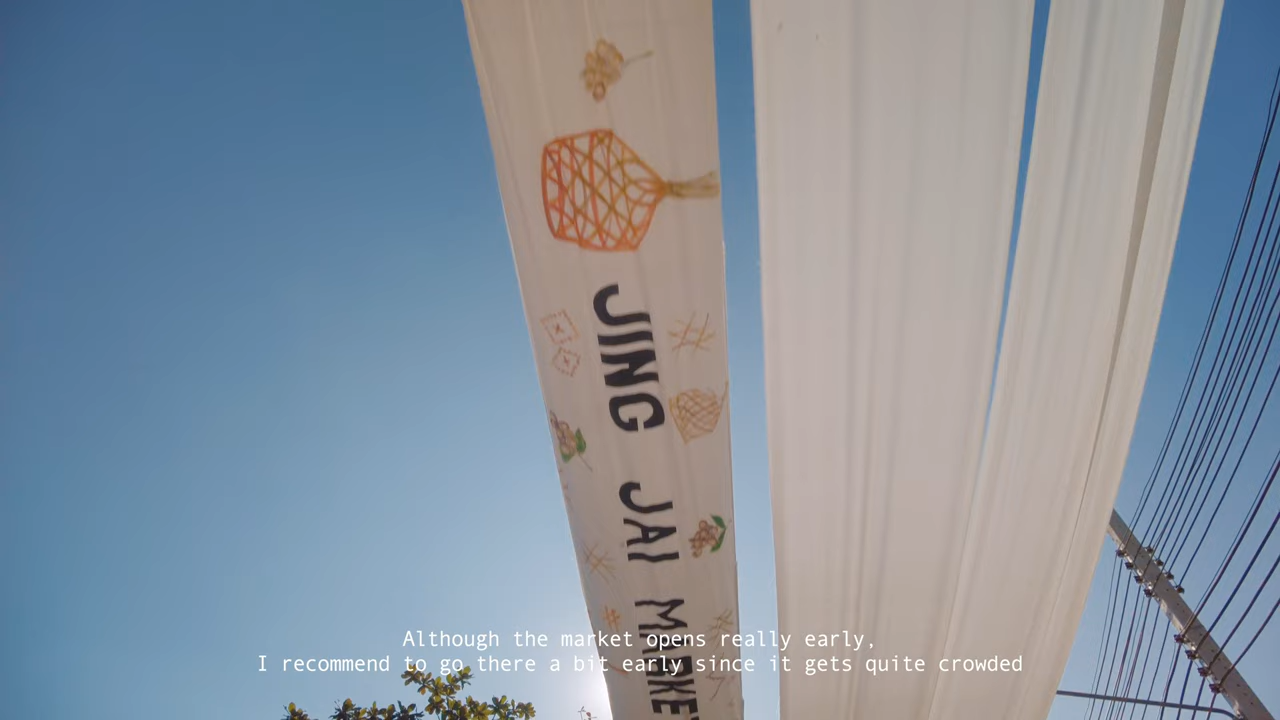 JING JAI MARKET
Although the market opens really early,
I recommend to go there a bit early since it gets quite crowded